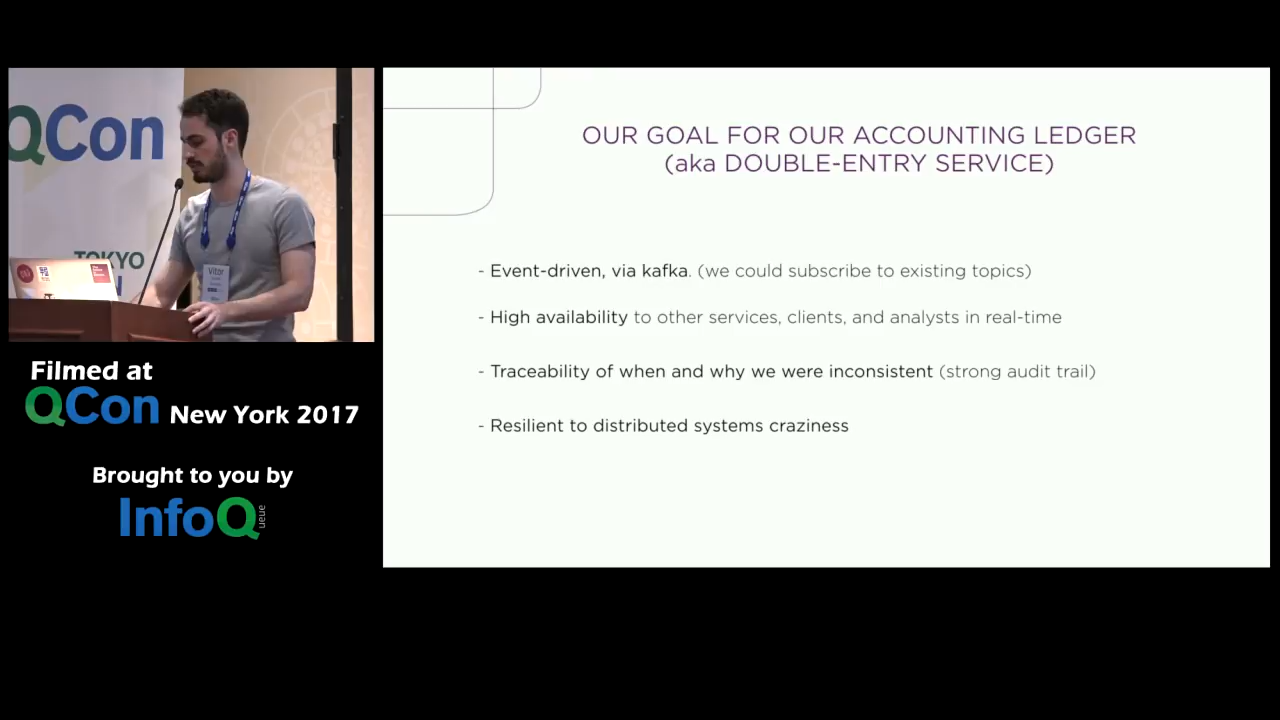 QCon
TOKYO
Vitor
Filmed at
QCon New York 2017
Brought to you by
InfoQ
ueue
OUR GOAL FOR OUR ACCOUNTING LEDGER
(aka DOUBLE-ENTRY SERVICE)
- Event-driven, via kafka. (we could subscribe to existing topics)
- High availability to other services, clients, and analysts in real-time
- Traceability of when and why we were inconsistent (strong audit trail)
- Resilient to distributed systems craziness